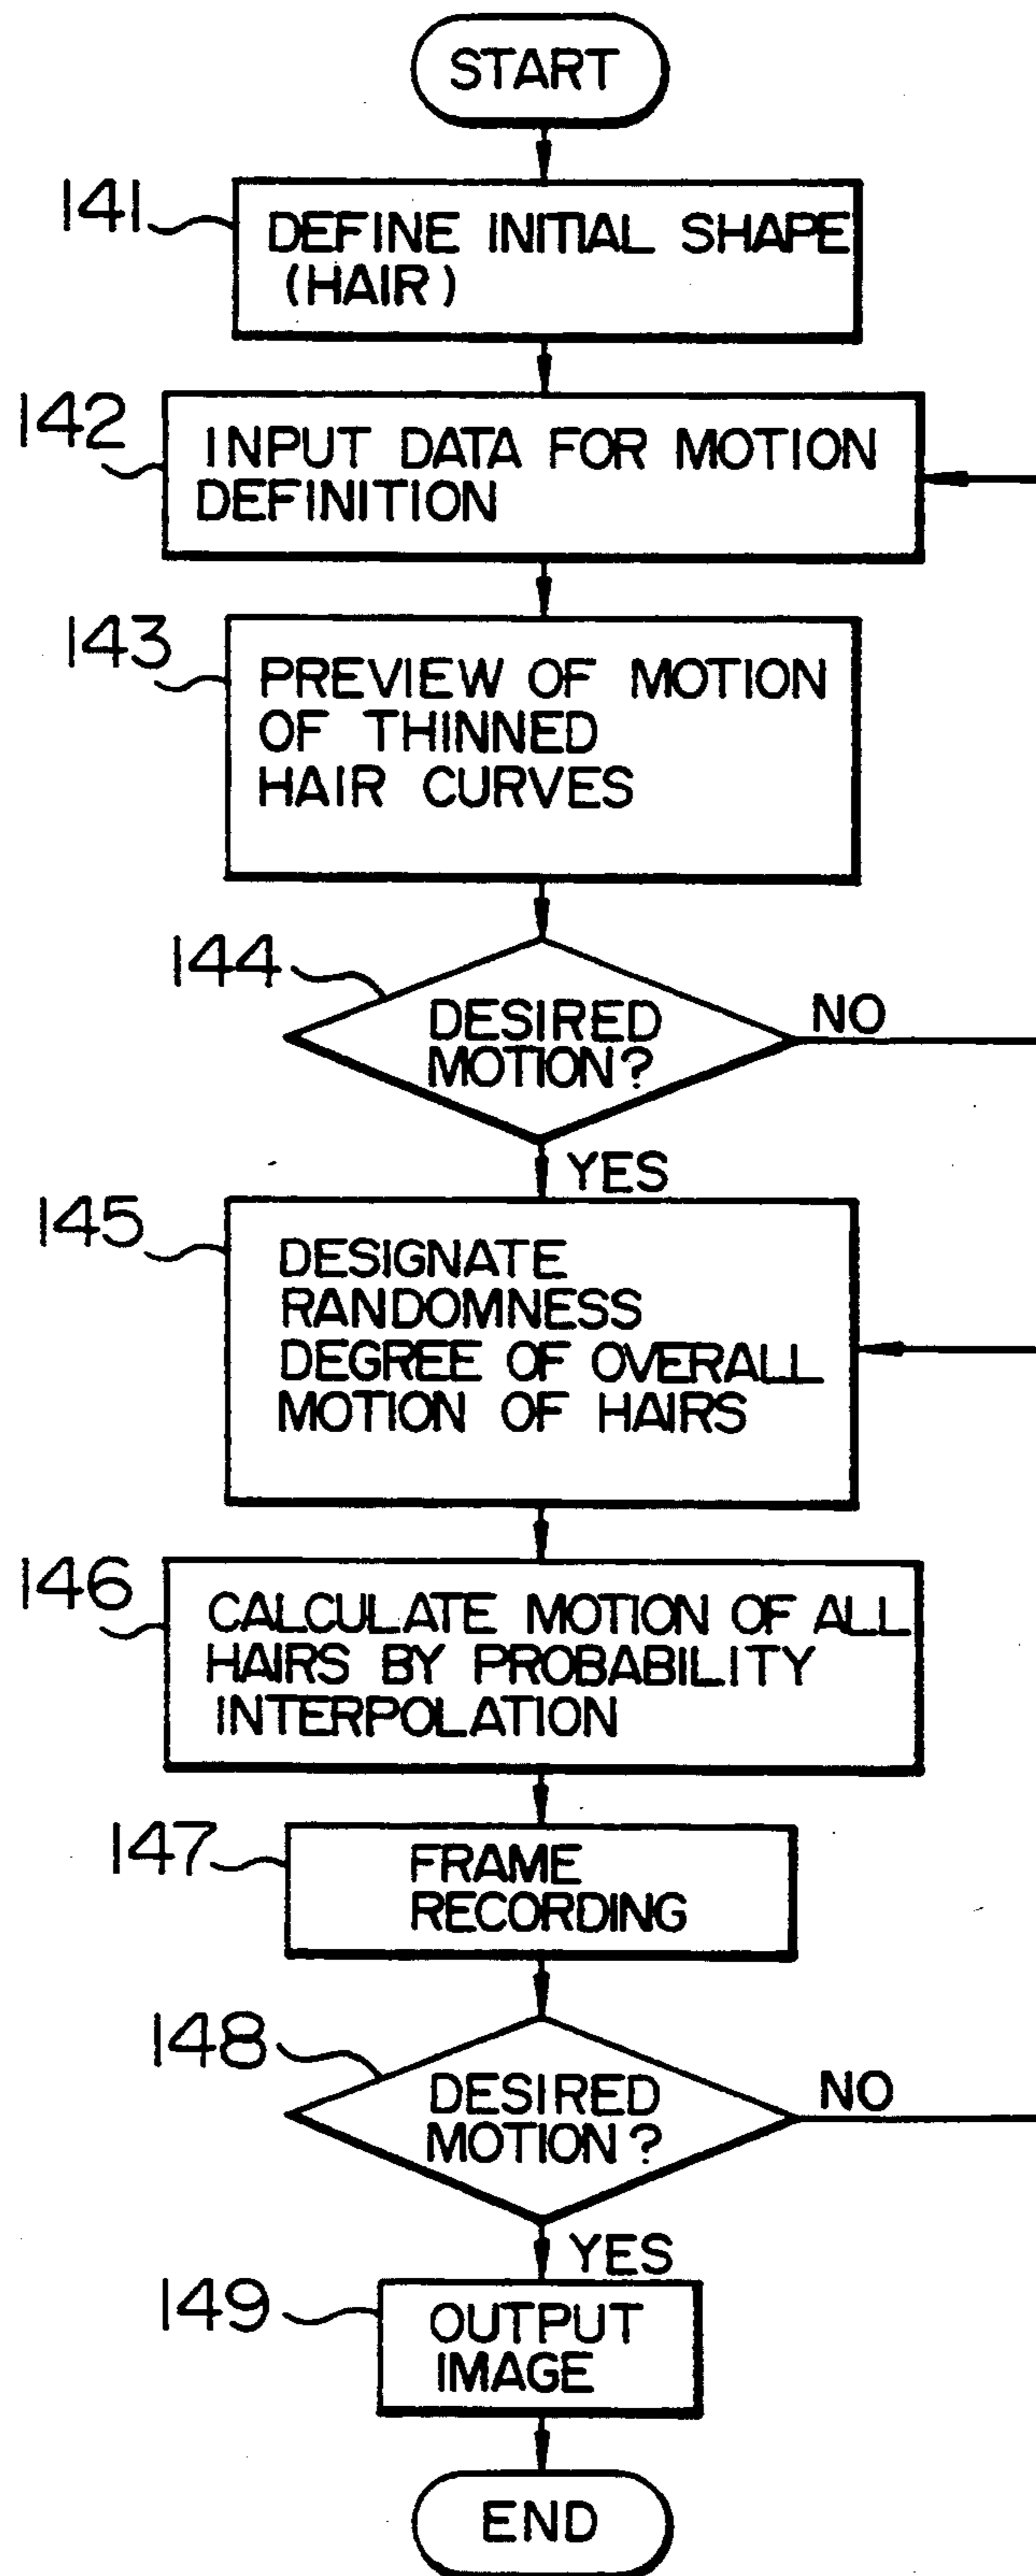 START
141
DEFINE INITIAL SHAPE
(HAIR)
142
INPUT DATA FOR MOTION
DEFINITION
143
PREVIEW OF MOTION
OF THINNED
HAIR CURVES
144
DESIRED
MOTION?
NO
YES
145
DESIGNATE
RANDOMNESS
DEGREE OF OVERALL
MOTION OF HAIRS
146
CALCULATE MOTION OF ALL
HAIRS BY PROBABILITY
INTERPOLATION
147
FRAME
RECORDING
148
DESIRED
MOTION?
NO
YES
149
OUTPUT
IMAGE
END